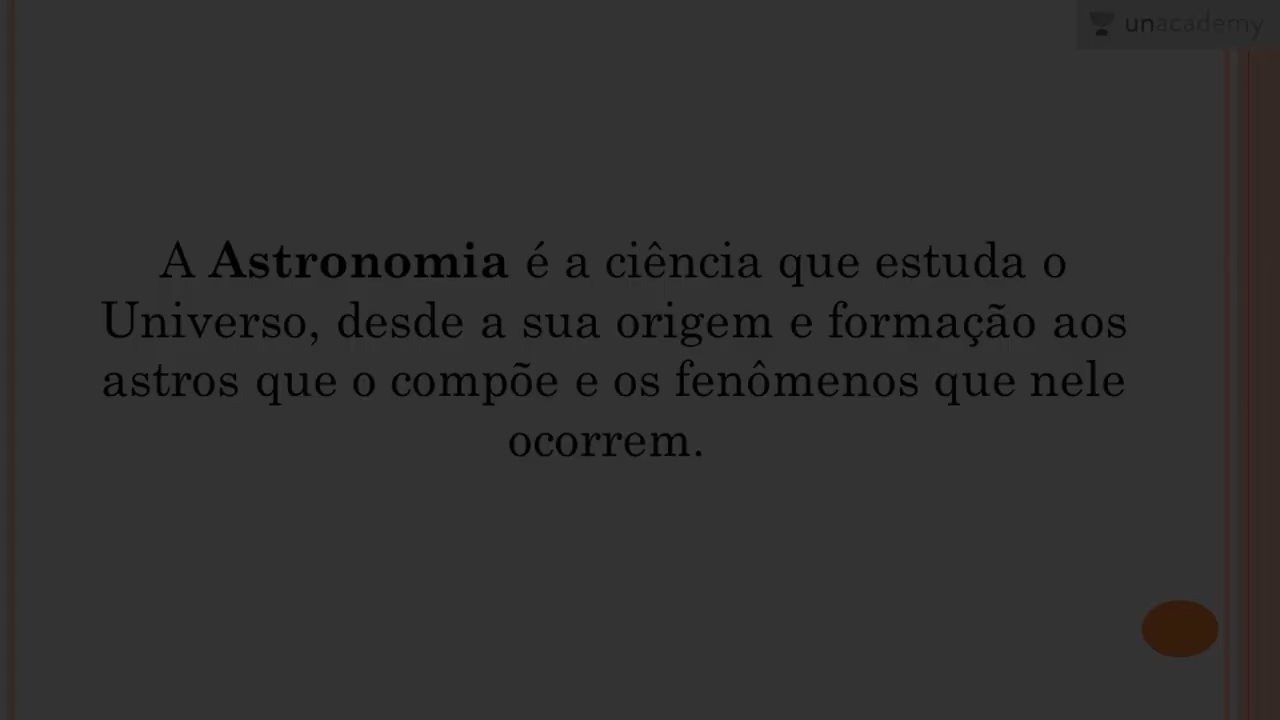 unacademy
A Astronomia é a ciência que estuda o
Universo, desde a sua origem e formação aos
astros que o compõe e os fenômenos que nele
ocorrem.